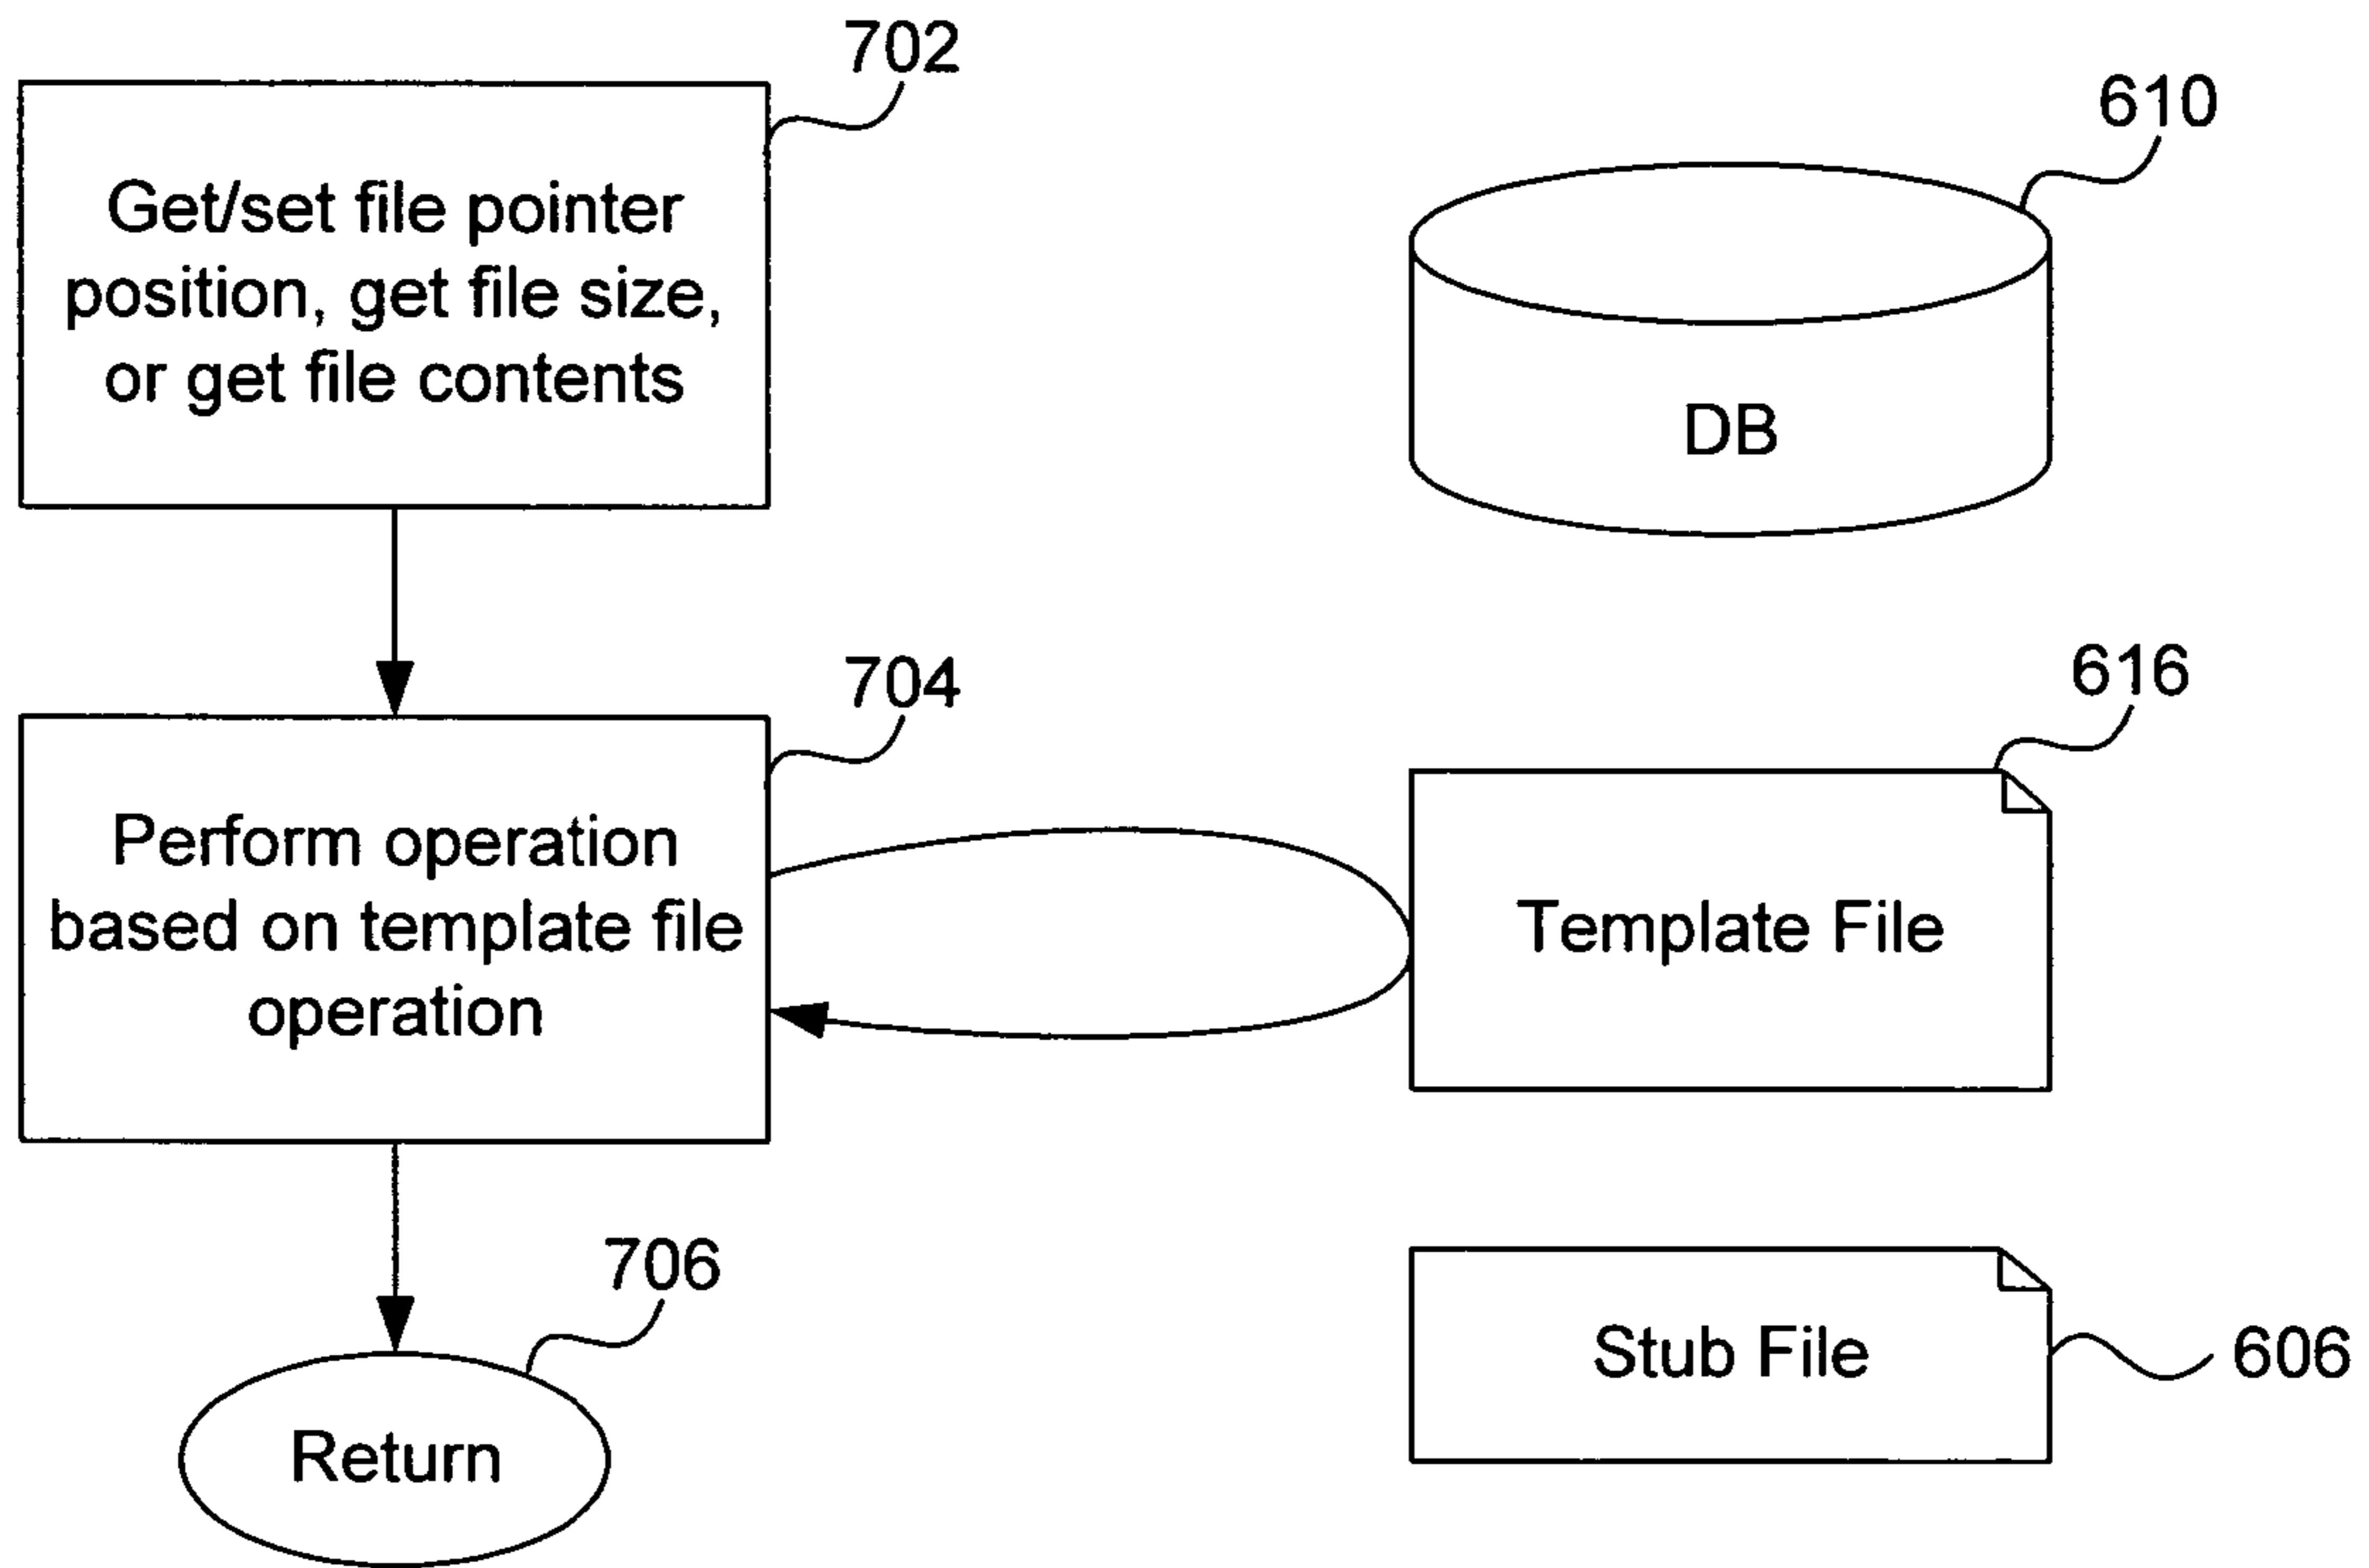 702
Get/set file pointer
position, get file size,
or get file contents
610
DB
704
Perform operation
based on template file
operation
616
Template File
706
Return
Stub File
606